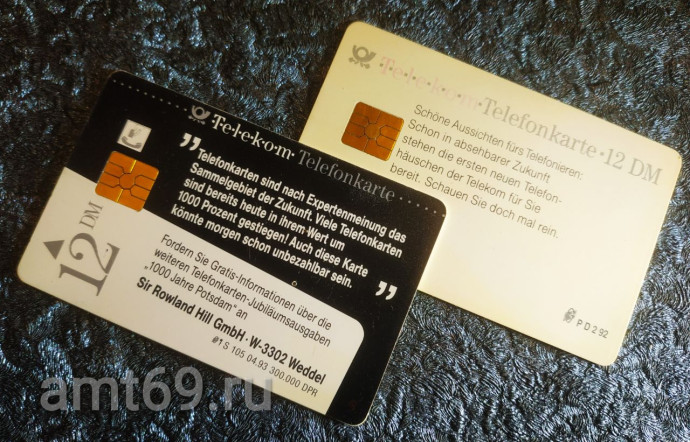 T·e·l·e·k·o·m Telefonkarte
„Telefonkarten sind nach Expertenmeinung das
Sammelgebiet der Zukunft. Viele Telefonkarten
sind bereits heute in ihrem Wert um
1000 Prozent gestiegen! Auch diese Karte
könnte morgen schon unbezahlbar sein.”
12 DM
Fordern Sie Gratis-Informationen über die
weiteren Telefonkarten-Jubiläumsausgaben
„1000 Jahre Potsdam“ an
Sir Rowland Hill GmbH · W-3302 Weddel
S 105 04.93 300.000 DPR
T·e·l·e·k·o·m Telefonkarte · 12 DM
Schöne Aussichten fürs Telefonieren:
Schon in absehbarer Zukunft
stehen die ersten neuen Telefon-
häuschen der Telekom für Sie
bereit. Schauen Sie doch mal rein.
P D 2 92
amt69.ru